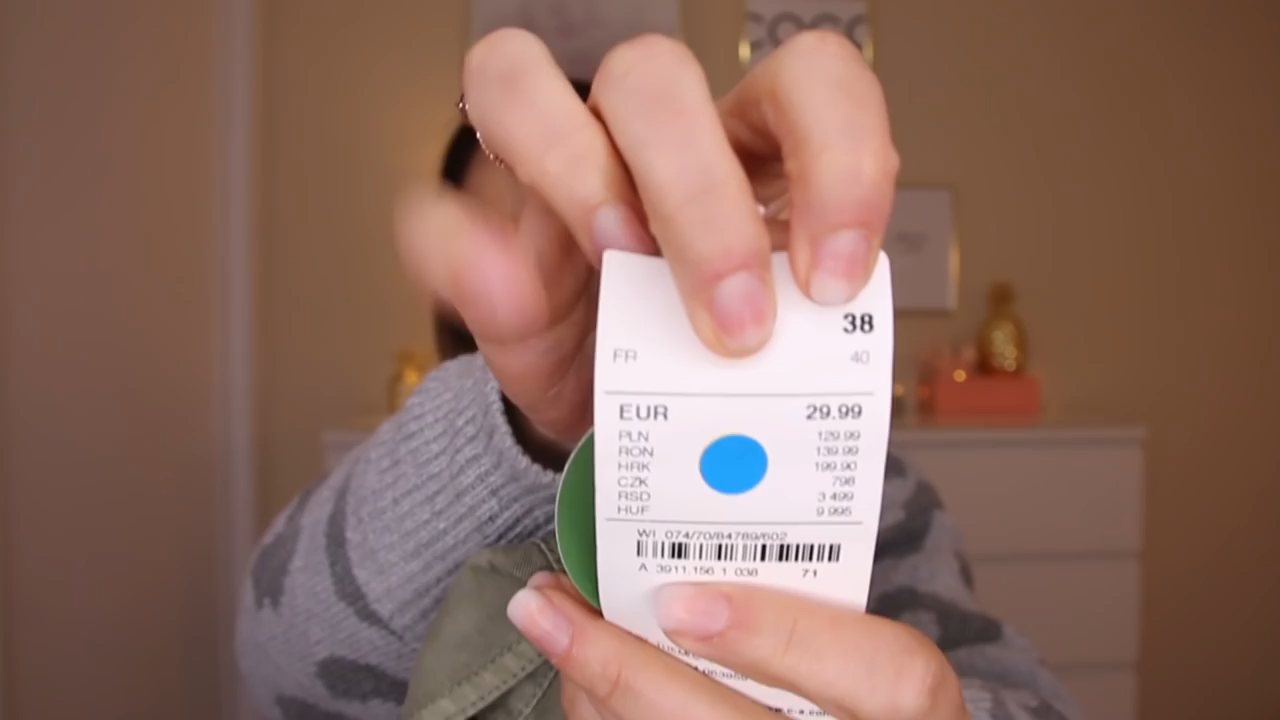 COCO
38
FR 40
EUR 29.99
PLN 129.99
RON 139.99
HRK 199.90
CZK 798
RSD 3 499
HUF 9 995
WI 074/70/84789/602
A 3911.156 1 038 71